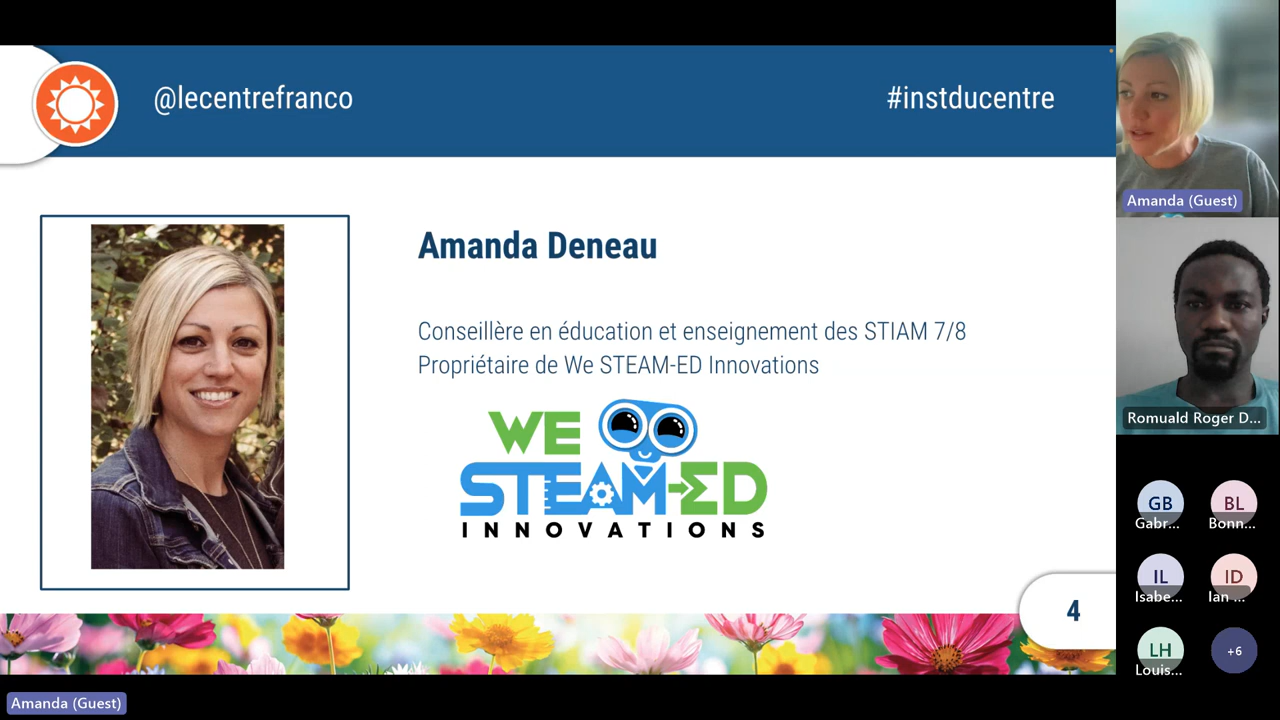 @lecentrefranco
#instducentre
Amanda Deneau
Conseillère en éducation et enseignement des STIAM 7/8
Propriétaire de We STEAM-ED Innovations
WE
STEAM-ED
INNOVATIONS
4
Amanda (Guest)
Romuald Roger D...
GB
Gabr...
BL
Bonn...
IL
Isabe...
ID
Ian ...
LH
Louis...
+6
Amanda (Guest)